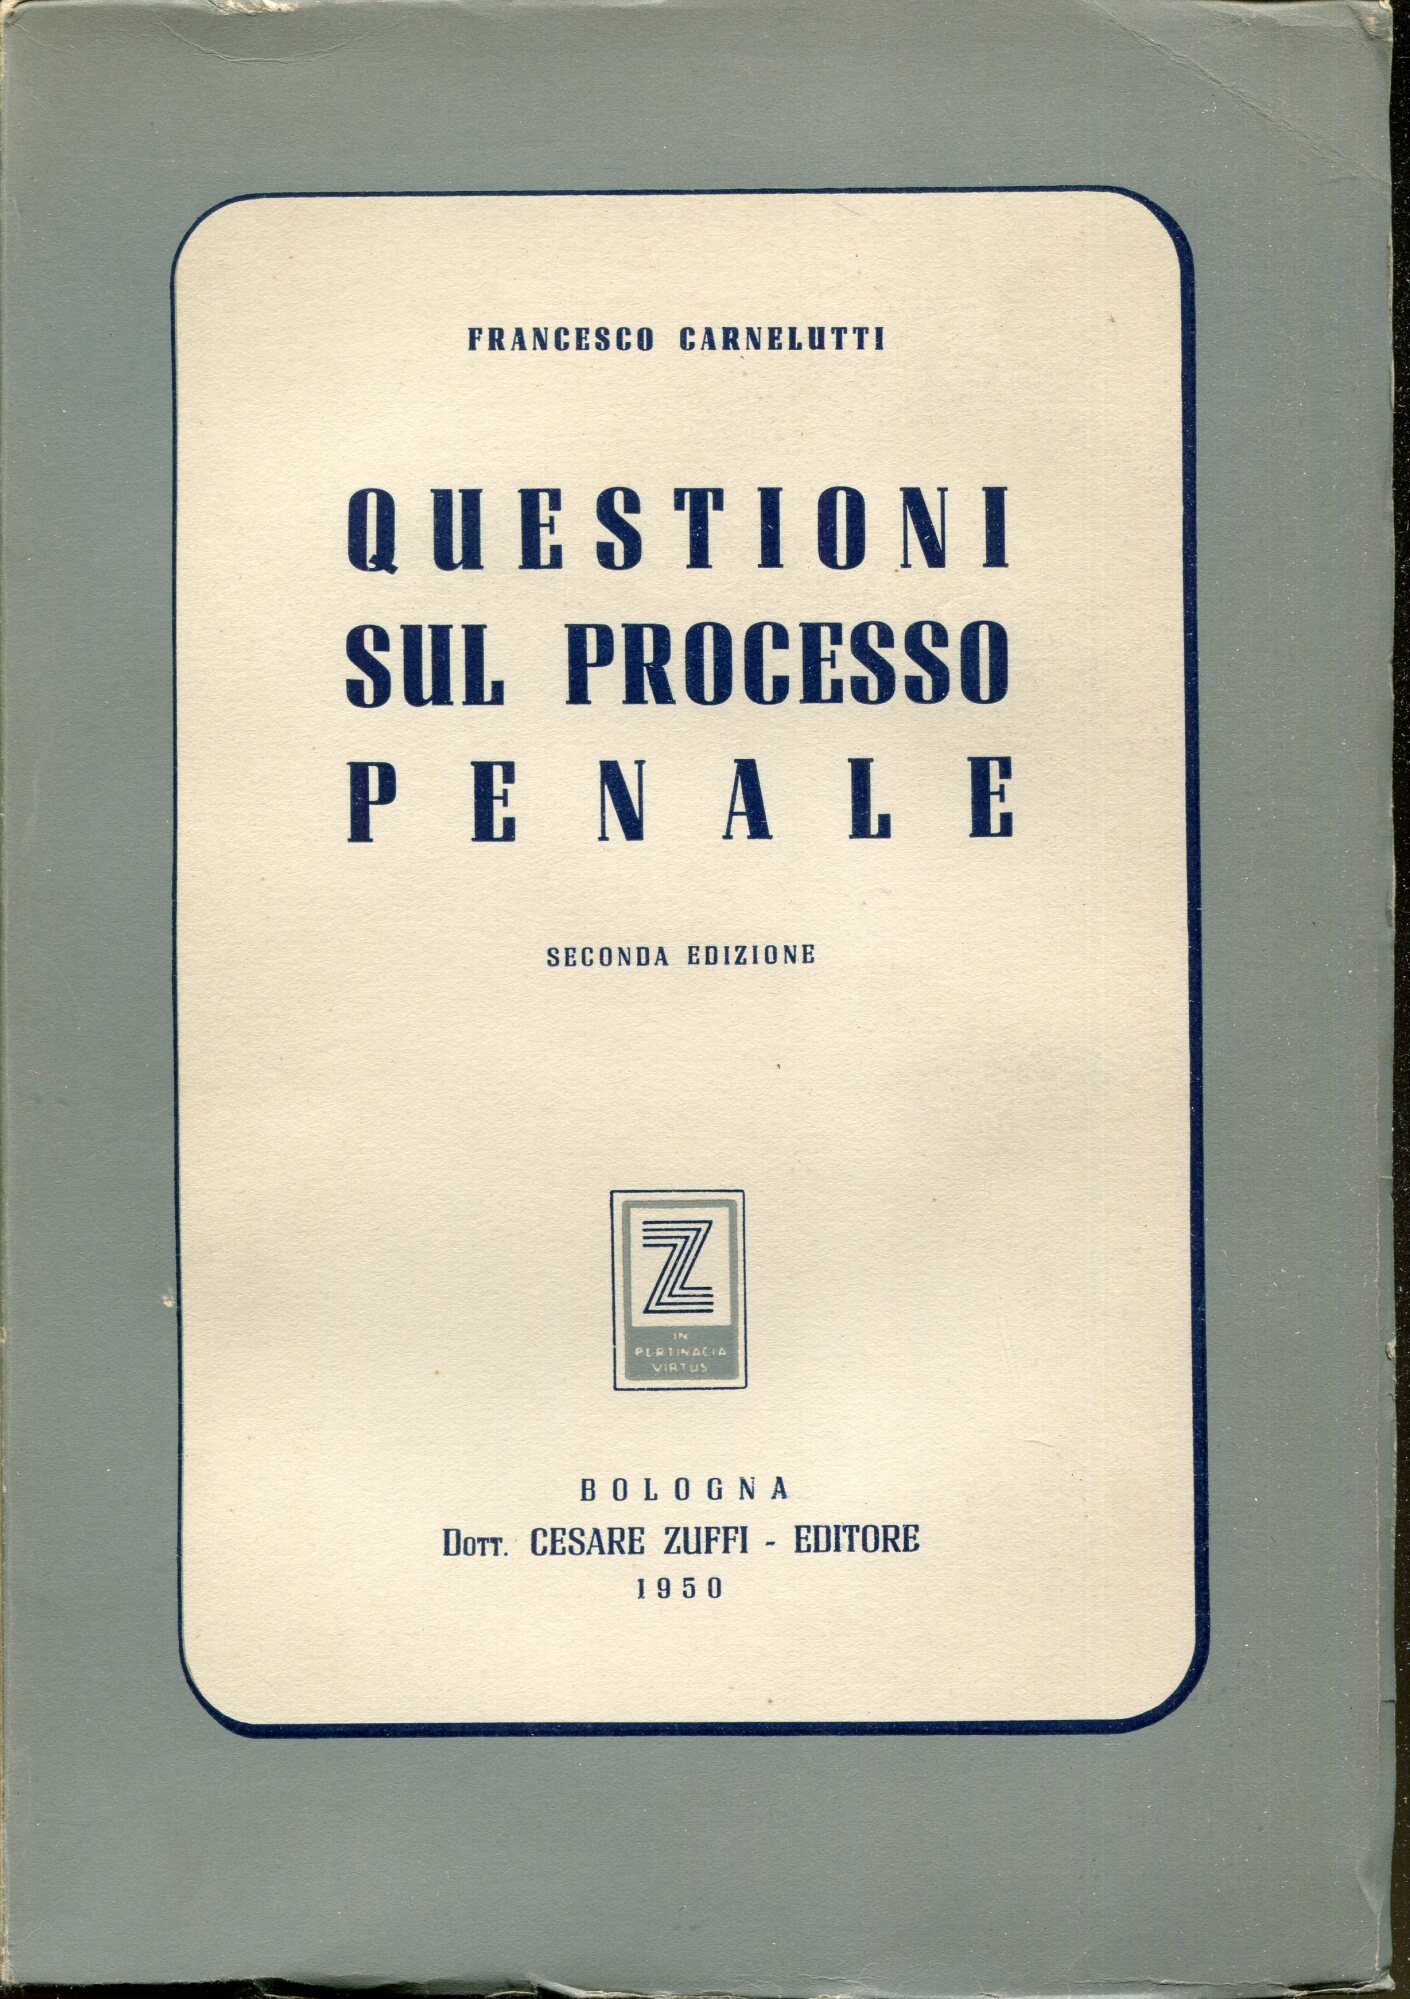 FRANCESCO CARNELUTTI
QUESTIONI
SUL PROCESSO
PENALE
SECONDA EDIZIONE
Z
IN
PERTINACIA
VIRTUS
BOLOGNA
DOTT. CESARE ZUFFI - EDITORE
1950